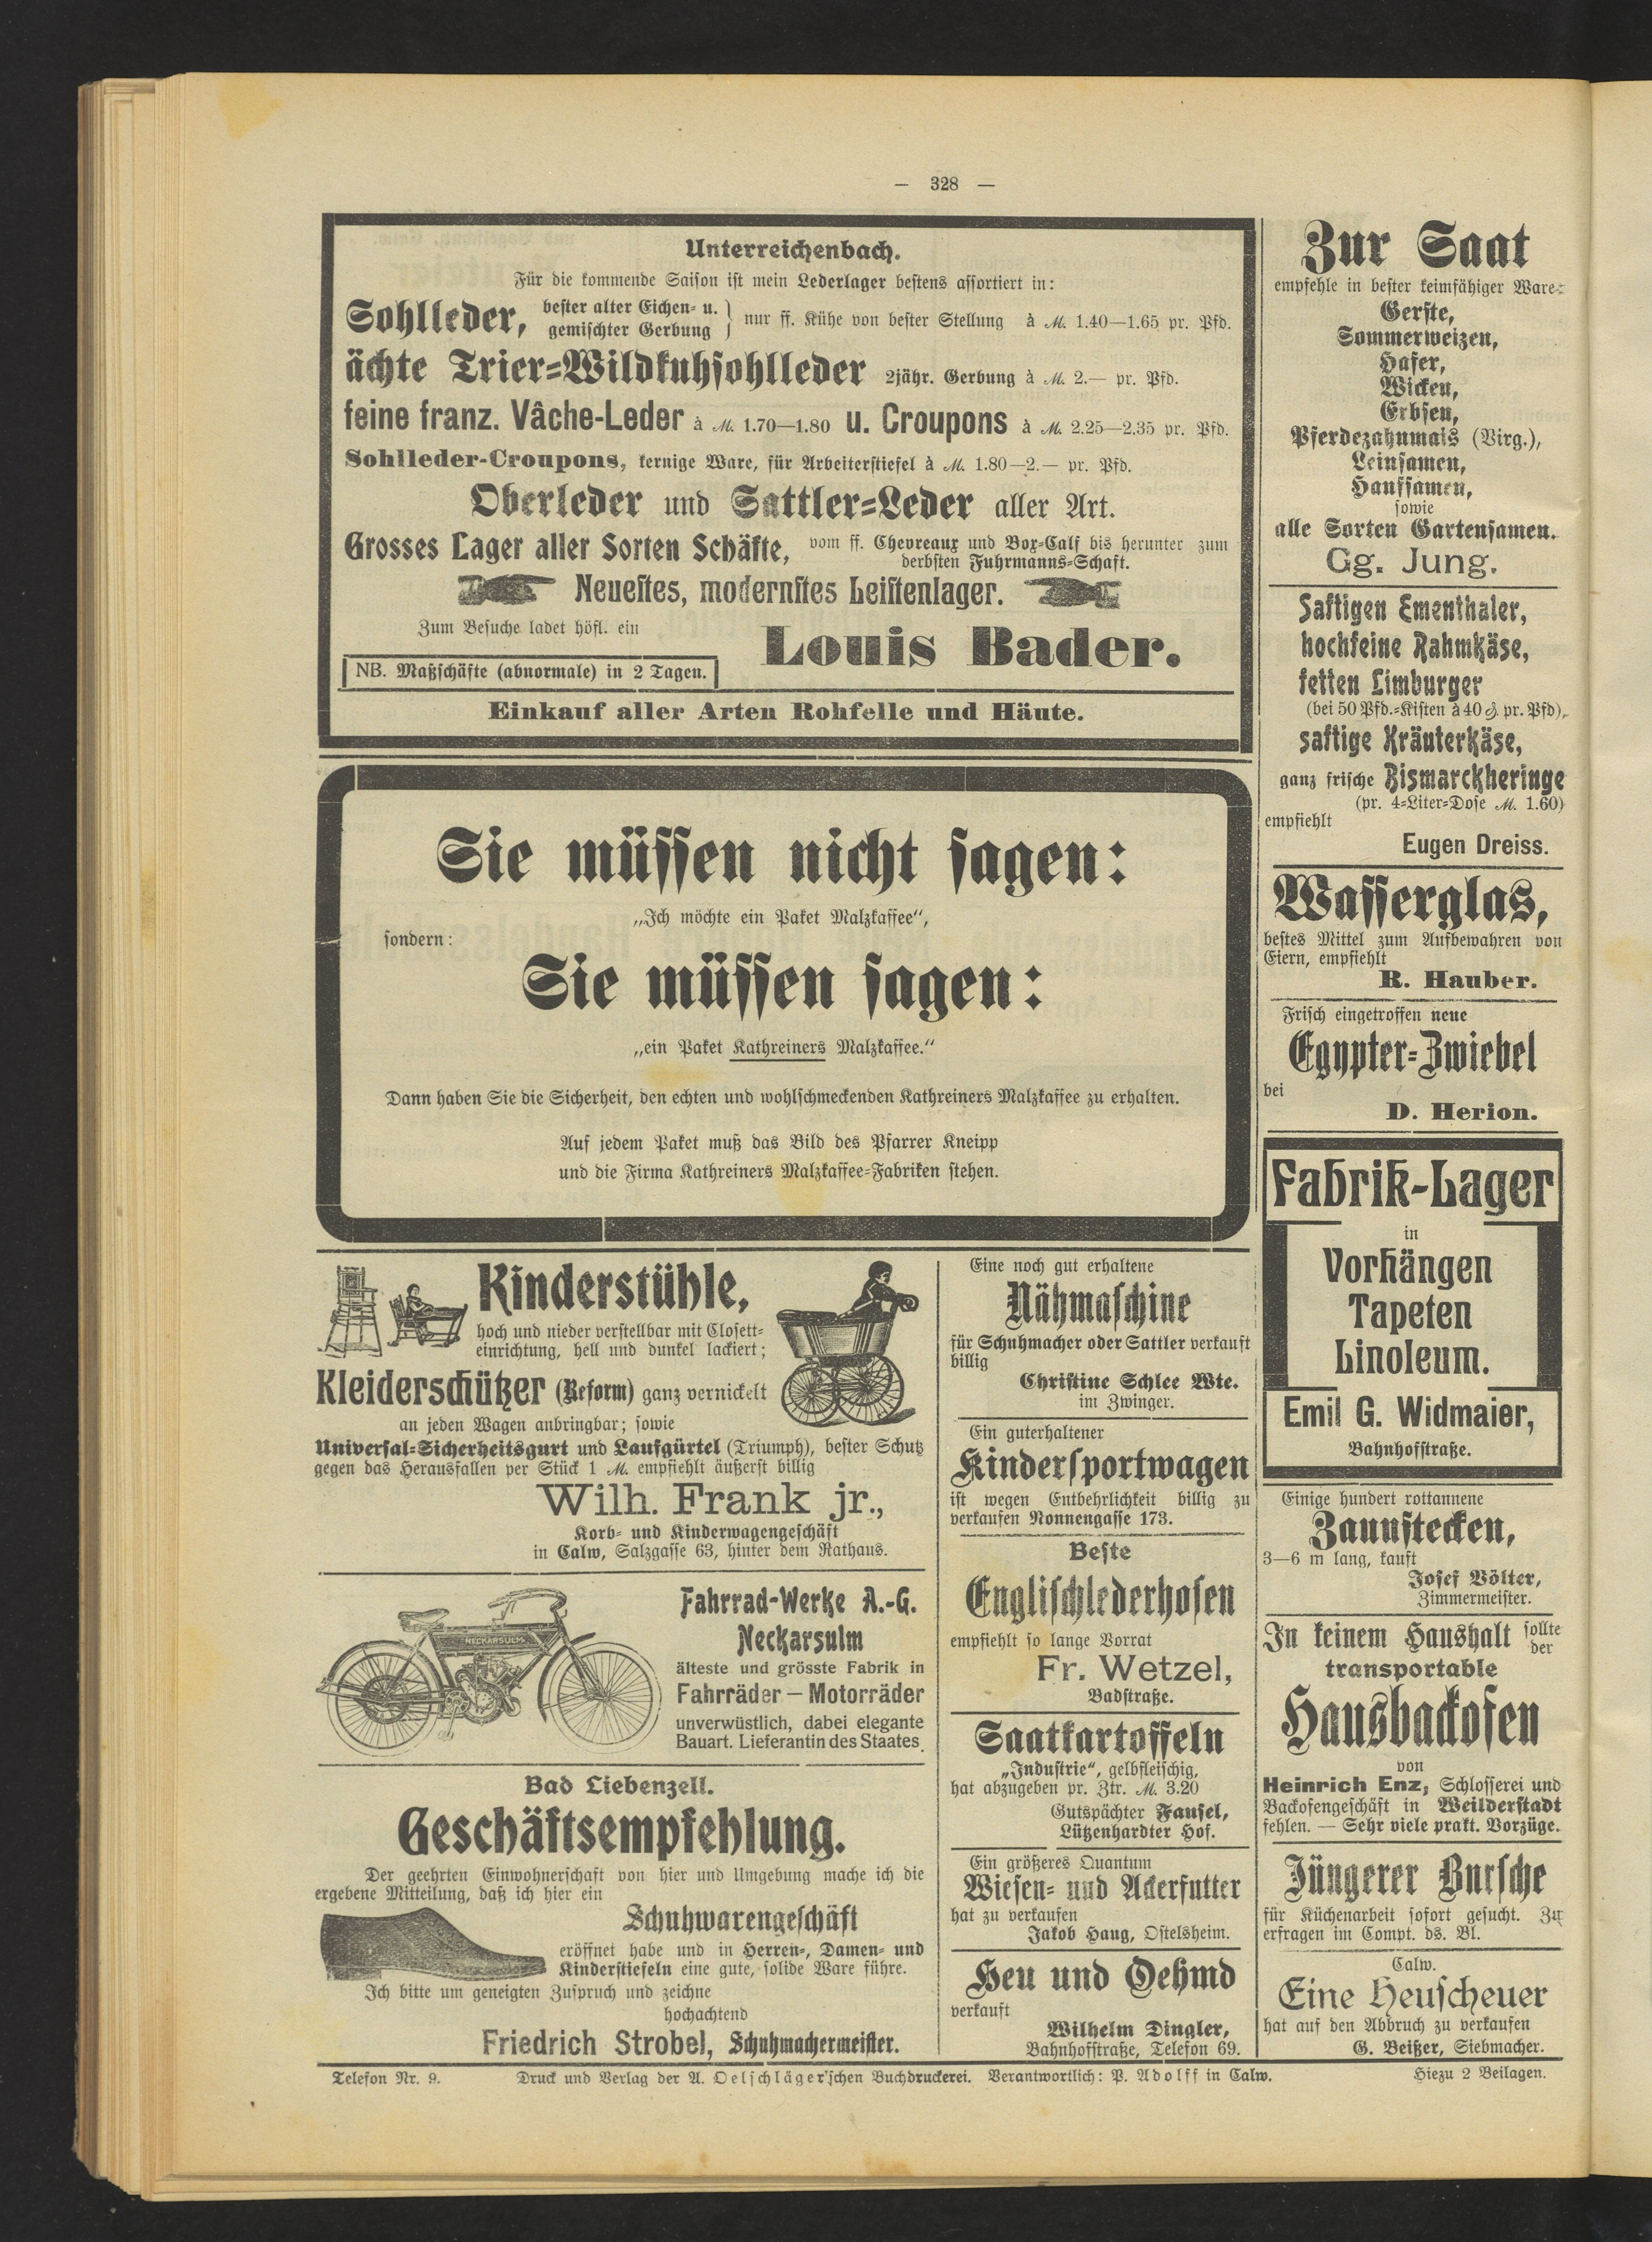 — 328 —
Unterreichenbach.
Für die kommende Saison ist mein Lederlager bestens assortiert in:
Sohlleder, bester alter Eichen- u. gemischter Gerbung } nur ff. Kühe von bester Stellung à M. 1.40—1.65 pr. Pfd.
ächte Trier-Wildkuhsohlleder 2jähr. Gerbung à M. 2.— pr. Pfd.
feine franz. Vâche-Leder à M. 1.70—1.80 u. Croupons à M. 2.25—2.35 pr. Pfd.
Sohlleder-Croupons, kernige Ware, für Arbeiterstiefel à M. 1.80—2.— pr. Pfd.
Oberleder und Sattler-Leder aller Art.
Grosses Lager aller Sorten Schäfte, vom ff. Chevreaux und Box-Calf bis herunter zum
derbsten Fuhrmanns-Schaft.
Neuestes, modernstes Leistenlager.
Zum Besuche ladet höfl. ein
Louis Bader.
NB. Maßschäfte (abnormale) in 2 Tagen.
Einkauf aller Arten Rohfelle und Häute.
Sie müssen nicht sagen:
„Ich möchte ein Paket Malzkaffee“,
sondern:
Sie müssen sagen:
„ein Paket Kathreiners Malzkaffee.“
Dann haben Sie die Sicherheit, den echten und wohlschmeckenden Kathreiners Malzkaffee zu erhalten.
Auf jedem Paket muß das Bild des Pfarrer Kneipp
und die Firma Kathreiners Malzkaffee-Fabriken stehen.
Kinderstühle,
hoch und nieder verstellbar mit Closett-
einrichtung, hell und dunkel lackiert;
Kleiderschützer (Reform) ganz vernickelt
an jeden Wagen anbringbar; sowie
Universal-Sicherheitsgurt und Laufgürtel (Triumph), bester Schutz
gegen das Herausfallen per Stück 1 M. empfiehlt äußerst billig
Wilh. Frank jr.,
Korb- und Kinderwagengeschäft
in Calw, Salzgasse 63, hinter dem Rathaus.
NECKARSULM
Fahrrad-Werke A.-G.
Neckarsulm
älteste und grösste Fabrik in
Fahrräder — Motorräder
unverwüstlich, dabei elegante
Bauart. Lieferantin des Staates.
Bad Liebenzell.
Geschäftsempfehlung.
Der geehrten Einwohnerschaft von hier und Umgebung mache ich die
ergebene Mitteilung, daß ich hier ein
Schuhwarengeschäft
eröffnet habe und in Herren-, Damen- und
Kinderstiefeln eine gute, solide Ware führe.
Ich bitte um geneigten Zuspruch und zeichne
hochachtend
Friedrich Strobel, Schuhmachermeister.
Eine noch gut erhaltene
Nähmaschine
für Schuhmacher oder Sattler verkauft
billig
Christine Schlee Wte.
im Zwinger.
Ein guterhaltener
Kindersportwagen
ist wegen Entbehrlichkeit billig zu
verkaufen Nonnengasse 173.
Beste
Englischlederhosen
empfiehlt so lange Vorrat
Fr. Wetzel,
Badstraße.
Saatkartoffeln
„Industrie“, gelbfleischig,
hat abzugeben pr. Ztr. M. 3.20
Gutspächter Fausel,
Lützenhardter Hof.
Ein größeres Quantum
Wiesen- und Ackerfutter
hat zu verkaufen
Jakob Haug, Ostelsheim.
Heu und Oehmd
verkauft
Wilhelm Dingler,
Bahnhofstraße, Telefon 69.
Zur Saat
empfehle in bester keimfähiger Ware:
Gerste,
Sommerweizen,
Hafer,
Wicken,
Erbsen,
Pferdezahnmais (Virg.),
Leinsamen,
Hanfsamen,
sowie
alle Sorten Gartensamen.
Gg. Jung.
Saftigen Ementhaler,
hochfeine Rahmkäse,
fetten Limburger
(bei 50 Pfd.-Kisten à 40 ₰ pr. Pfd),
saftige Kräuterkäse,
ganz frische Bismarckheringe
(pr. 4-Liter-Dose M. 1.60)
empfiehlt
Eugen Dreiss.
Wasserglas,
bestes Mittel zum Aufbewahren von
Eiern, empfiehlt
R. Hauber.
Frisch eingetroffen neue
Egypter-Zwiebel
bei
D. Herion.
Fabrik-Lager
in
Vorhängen
Tapeten
Linoleum.
Emil G. Widmaier,
Bahnhofstraße.
Einige hundert rottannene
Zaunstecken,
3—6 m lang, kauft
Josef Völter,
Zimmermeister.
In keinem Haushalt sollte der
transportable
Hausbackofen
von
Heinrich Enz, Schlosserei und
Backofengeschäft in Weilderstadt
fehlen. — Sehr viele prakt. Vorzüge.
Jüngerer Bursche
für Küchenarbeit sofort gesucht. Zu
erfragen im Compt. ds. Bl.
Calw.
Eine Heuscheuer
hat auf den Abbruch zu verkaufen
G. Beißer, Siebmacher.
Telefon Nr. 9. Druck und Verlag der A. Oelschläger'schen Buchdruckerei. Verantwortlich: P. Adolff in Calw. Hiezu 2 Beilagen.